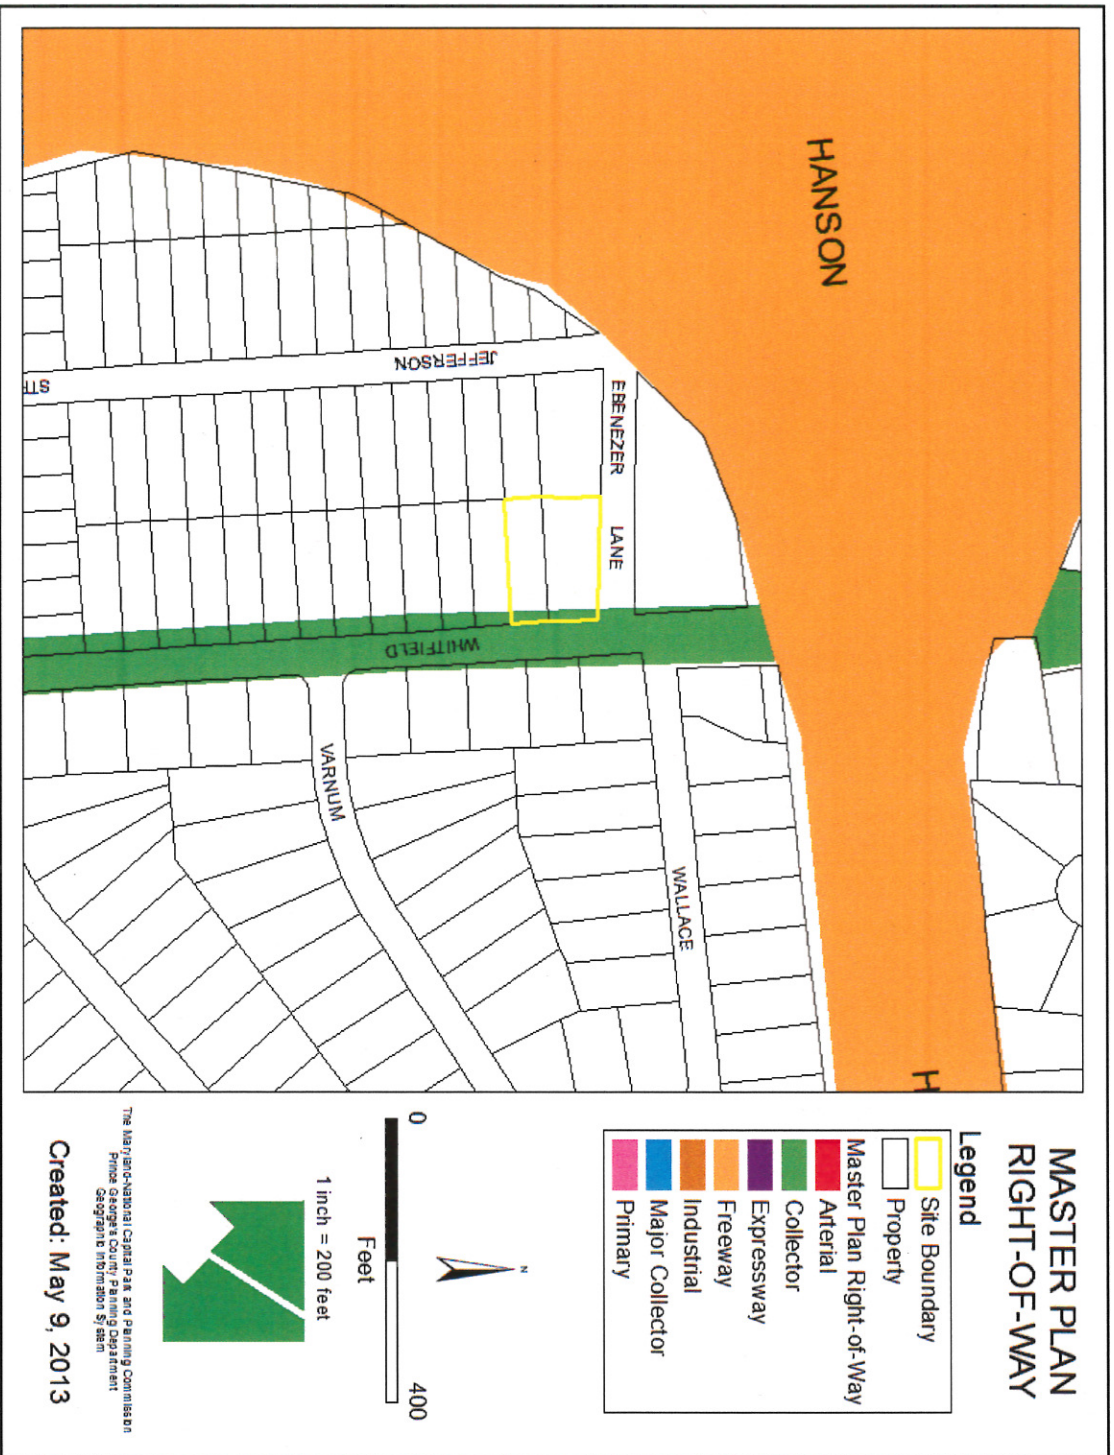 MASTER PLAN
RIGHT-OF-WAY
Legend
Site Boundary
Property
Master Plan Right-of-Way
Arterial
Collector
Expressway
Freeway
Industrial
Major Collector
Primary
N
0
400
Feet
1 inch = 200 feet
The Maryland-National Capital Park and Planning Commission
Prince George's County Planning Department
Geographic Information System
Created: May 9, 2013
HANSON
H
EBENEZER LANE
JEFFERSON
STR
WHITFIELD
WALLACE
VARNUM